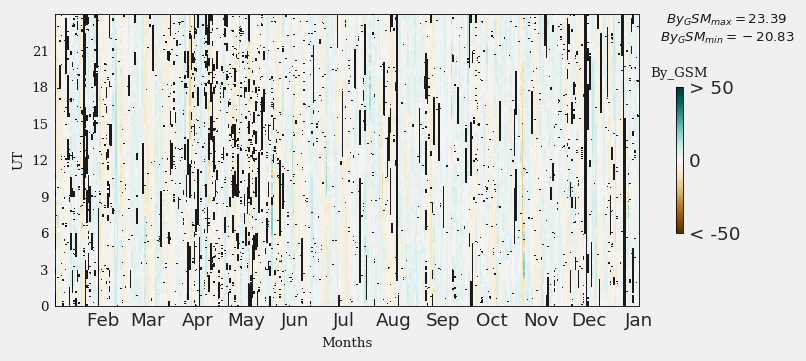 By_GSM_max = 23.39
By_GSM_min = −20.83
By_GSM
> 50
0
< -50
21
18
15
12
9
6
3
0
UT
Feb Mar Apr May Jun Jul Aug Sep Oct Nov Dec Jan
Months